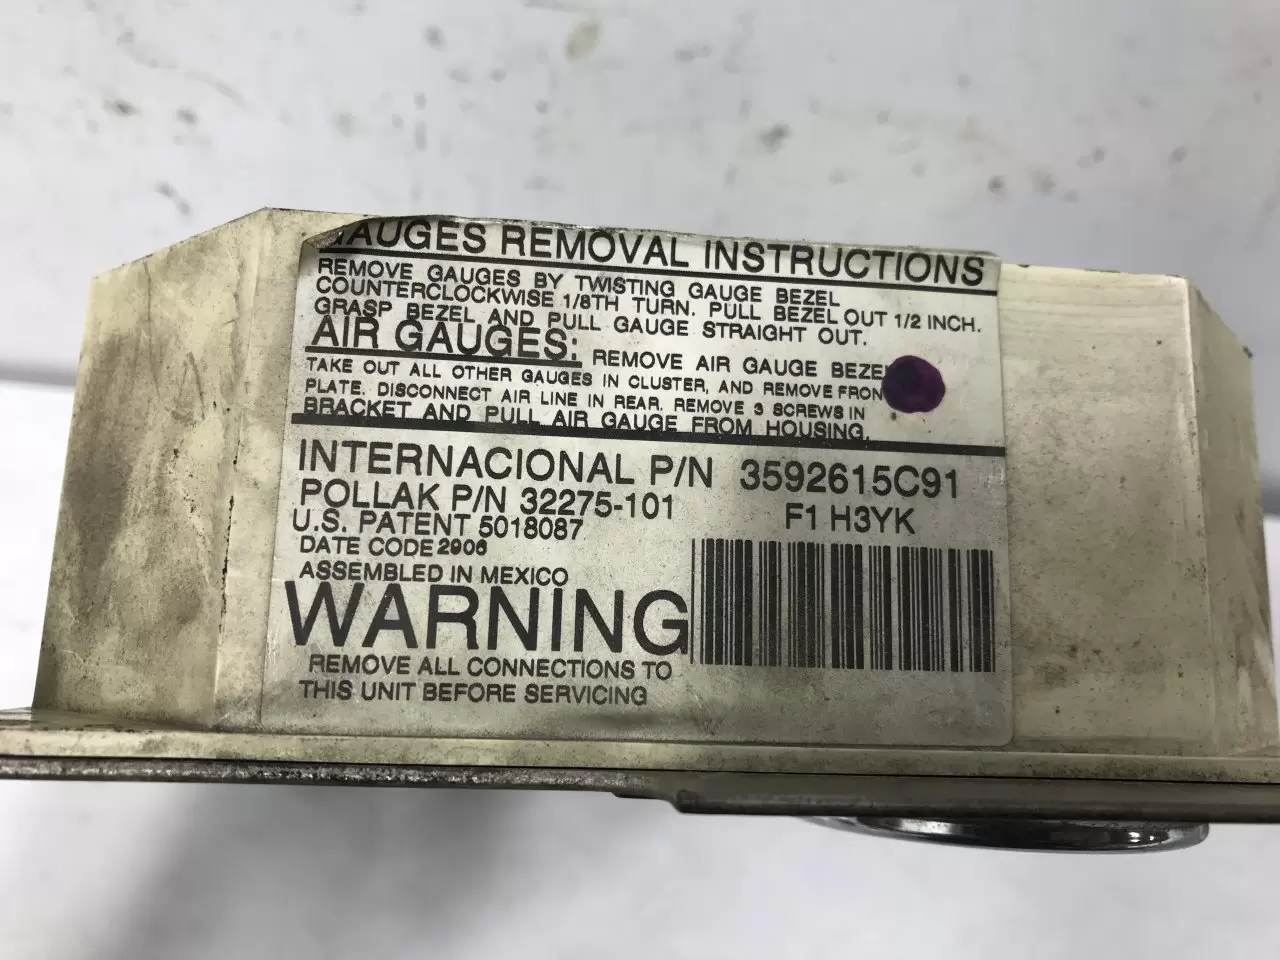 GAUGES REMOVAL INSTRUCTIONS
REMOVE GAUGES BY TWISTING GAUGE BEZEL
COUNTERCLOCKWISE 1/8TH TURN. PULL BEZEL OUT 1/2 INCH.
GRASP BEZEL AND PULL GAUGE STRAIGHT OUT.
AIR GAUGES: REMOVE AIR GAUGE BEZEL
TAKE OUT ALL OTHER GAUGES IN CLUSTER, AND REMOVE FRON
PLATE. DISCONNECT AIR LINE IN REAR. REMOVE 3 SCREWS IN
BRACKET AND PULL AIR GAUGE FROM HOUSING.
INTERNACIONAL P/N 3592615C91
POLLAK P/N 32275-101 F1 H3YK
U.S. PATENT 5018087
DATE CODE 2906
ASSEMBLED IN MEXICO
WARNING
REMOVE ALL CONNECTIONS TO
THIS UNIT BEFORE SERVICING